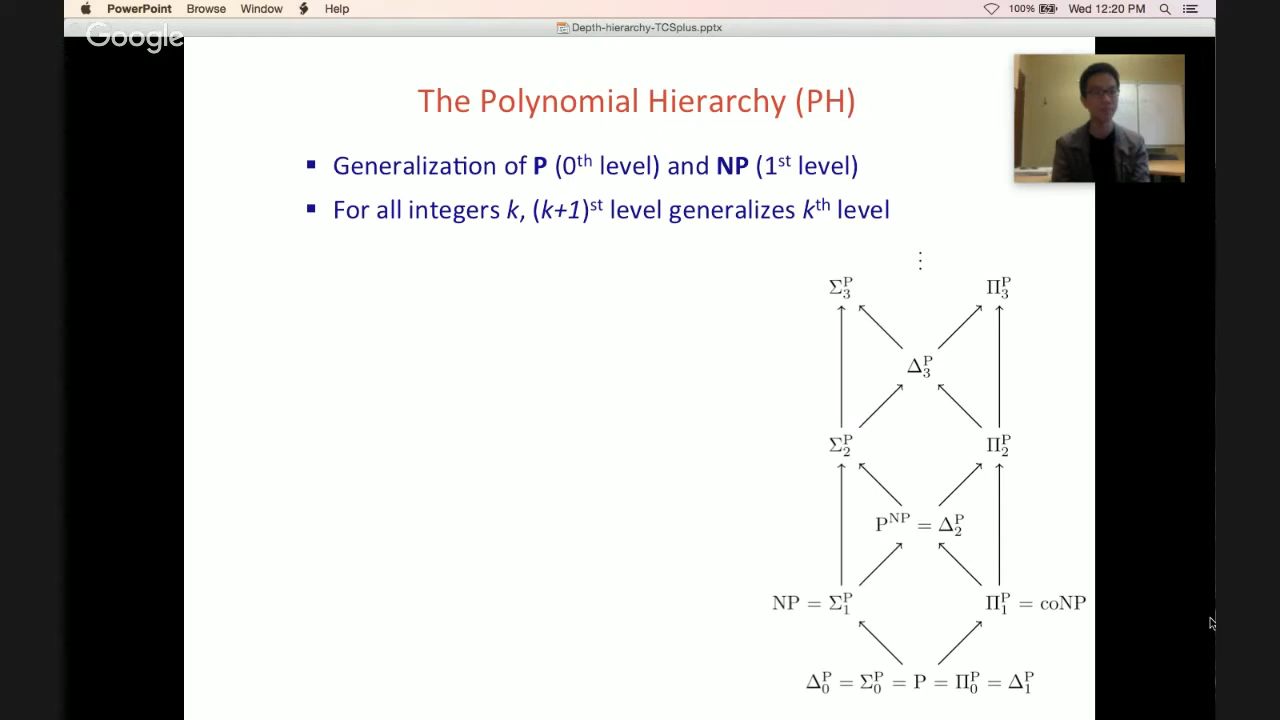 PowerPoint Browse Window Help 100% Wed 12:20 PM
Depth-hierarchy-TCSplus.pptx
Google
The Polynomial Hierarchy (PH)
▪ Generalization of P (0th level) and NP (1st level)
▪ For all integers k, (k+1)st level generalizes kth level
⋮
Σ₃ᴾ Π₃ᴾ
Δ₃ᴾ
Σ₂ᴾ Π₂ᴾ
Pᴺᴾ = Δ₂ᴾ
NP = Σ₁ᴾ Π₁ᴾ = coNP
Δ₀ᴾ = Σ₀ᴾ = P = Π₀ᴾ = Δ₁ᴾ